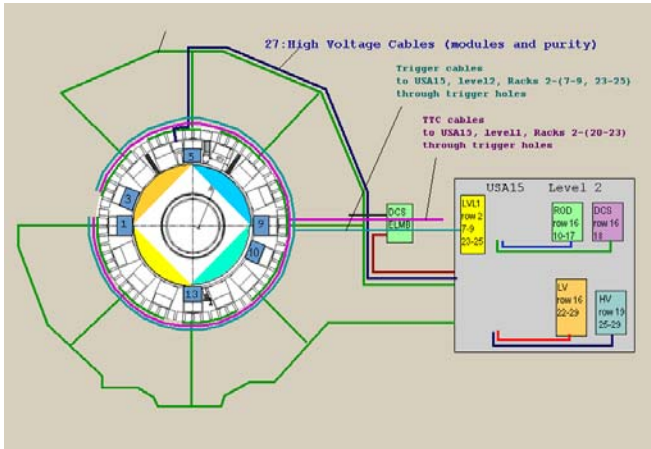 27:High Voltage Cables (modules and purity)
Trigger cables
to USA15, level2, Racks 2-(7-9, 23-25)
through trigger holes
TTC cables
to USA15, level1, Racks 2-(20-23)
through trigger holes
5
3
1
9
10
13
DCS
ELMB
USA15 Level 2
LVL1
row 2
7-9
23-25
ROD
row 16
10-17
DCS
row 16
18
LV
row 16
22-29
HV
row 19
25-29